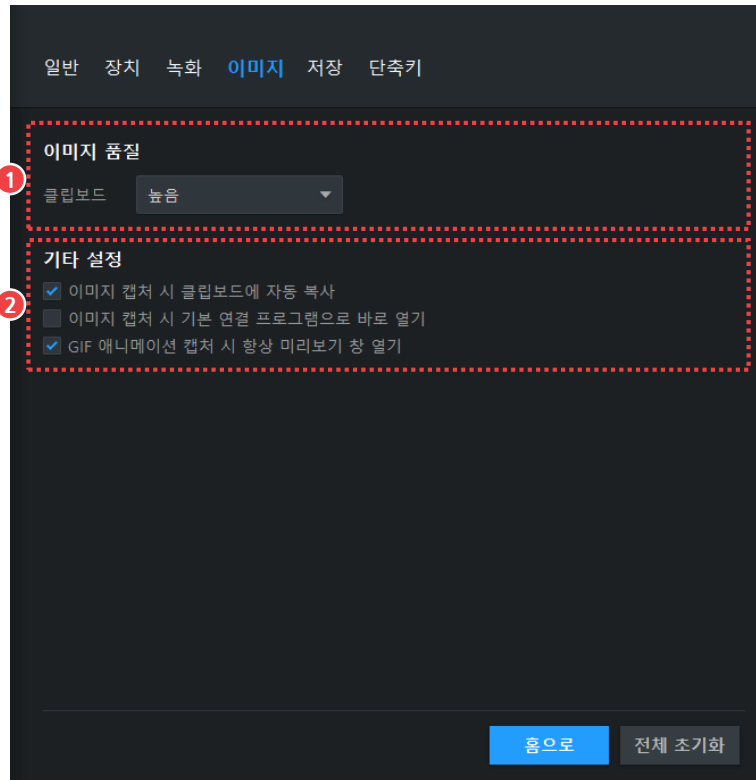 일반 장치 녹화 이미지 저장 단축키
1
이미지 품질
클립보드 높음
2
기타 설정
이미지 캡처 시 클립보드에 자동 복사
이미지 캡처 시 기본 연결 프로그램으로 바로 열기
GIF 애니메이션 캡처 시 항상 미리보기 창 열기
홈으로 전체 초기화